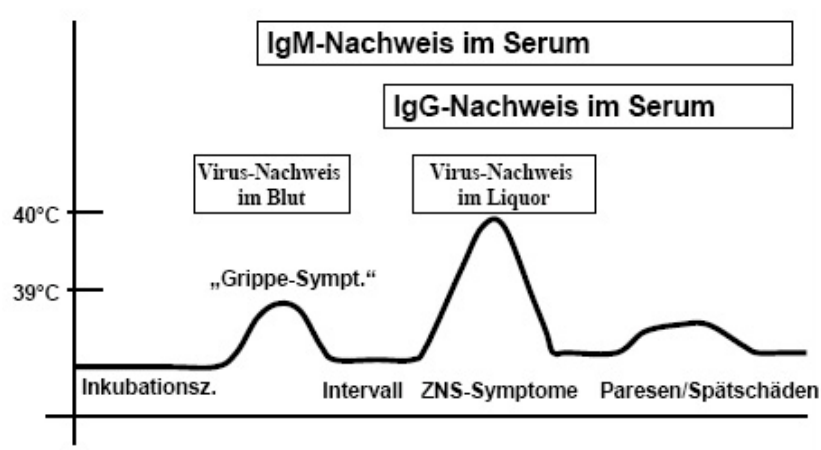 IgM-Nachweis im Serum
IgG-Nachweis im Serum
Virus-Nachweis
im Blut
Virus-Nachweis
im Liquor
40°C
39°C
„Grippe-Sympt.“
Inkubationsz.
Intervall
ZNS-Symptome
Paresen/Spätschäden